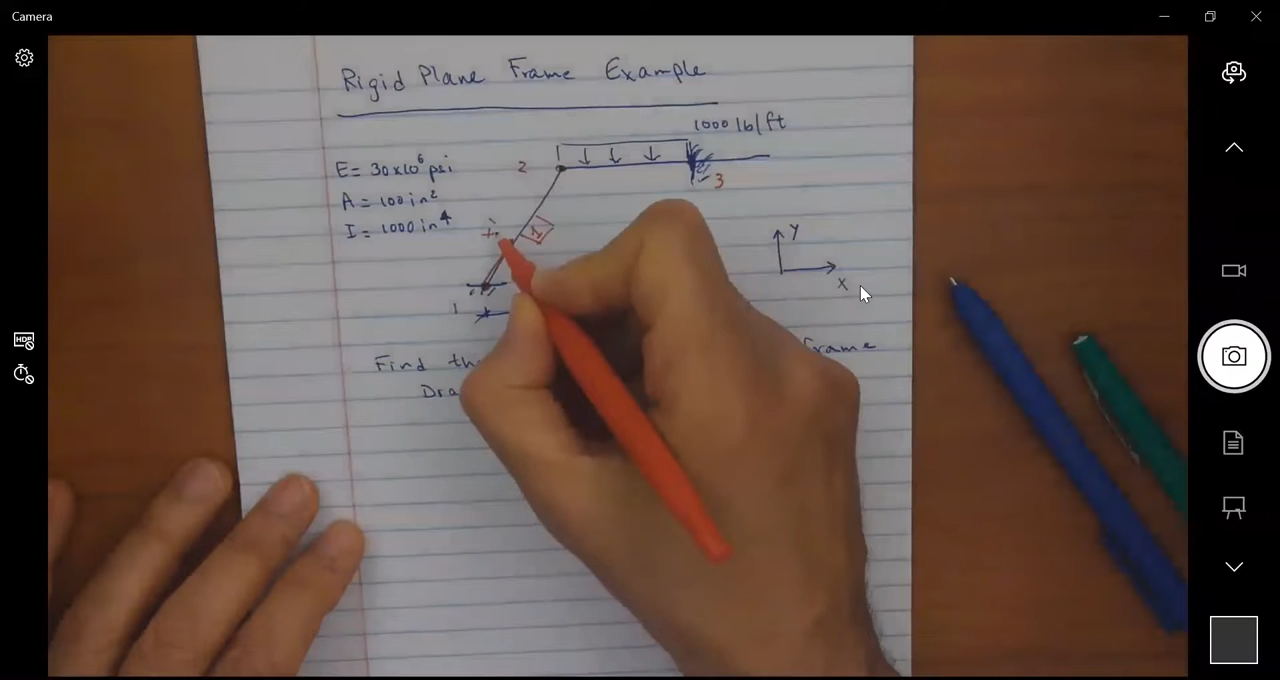 Camera
Rigid Plane Frame Example
1000 lb/ft
E = 30x10⁶ psi
A = 100 in²
I = 1000 in⁴
2
3
1
y
x
1
Find the
frame
Dra